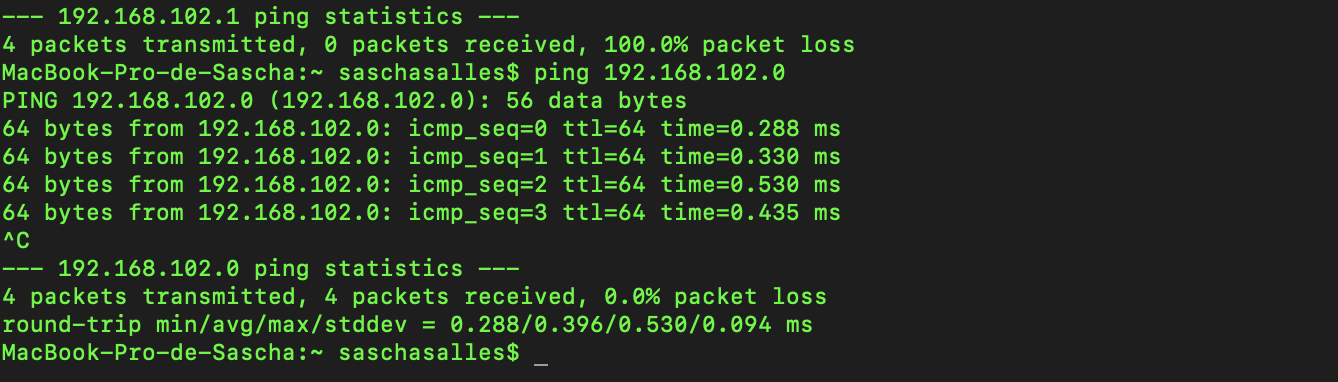 --- 192.168.102.1 ping statistics ---
4 packets transmitted, 0 packets received, 100.0% packet loss
MacBook-Pro-de-Sascha:~ saschasalles$ ping 192.168.102.0
PING 192.168.102.0 (192.168.102.0): 56 data bytes
64 bytes from 192.168.102.0: icmp_seq=0 ttl=64 time=0.288 ms
64 bytes from 192.168.102.0: icmp_seq=1 ttl=64 time=0.330 ms
64 bytes from 192.168.102.0: icmp_seq=2 ttl=64 time=0.530 ms
64 bytes from 192.168.102.0: icmp_seq=3 ttl=64 time=0.435 ms
^C
--- 192.168.102.0 ping statistics ---
4 packets transmitted, 4 packets received, 0.0% packet loss
round-trip min/avg/max/stddev = 0.288/0.396/0.530/0.094 ms
MacBook-Pro-de-Sascha:~ saschasalles$ _